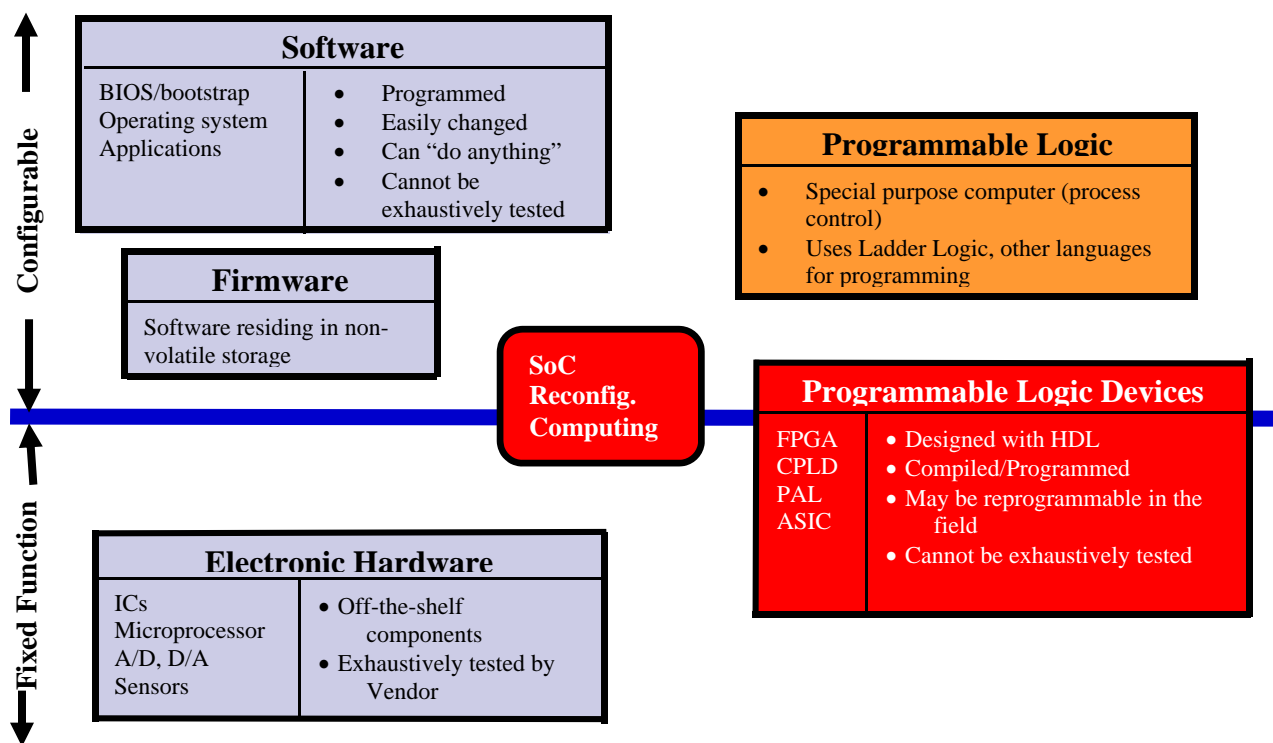 Configurable
Fixed Function
Software
BIOS/bootstrap
Operating system
Applications
• Programmed
• Easily changed
• Can “do anything”
• Cannot be
exhaustively tested
Firmware
Software residing in non-
volatile storage
Programmable Logic
• Special purpose computer (process
control)
• Uses Ladder Logic, other languages
for programming
SoC
Reconfig.
Computing
Programmable Logic Devices
FPGA
CPLD
PAL
ASIC
• Designed with HDL
• Compiled/Programmed
• May be reprogrammable in the
field
• Cannot be exhaustively tested
Electronic Hardware
ICs
Microprocessor
A/D, D/A
Sensors
• Off-the-shelf
components
• Exhaustively tested by
Vendor